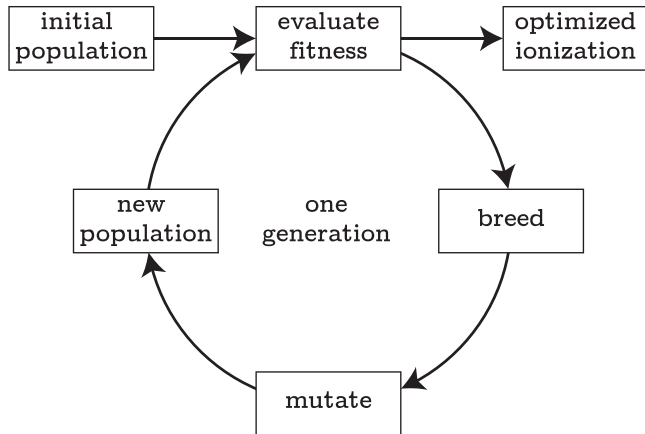 initial
population
evaluate
fitness
optimized
ionization
new
population
one
generation
breed
mutate